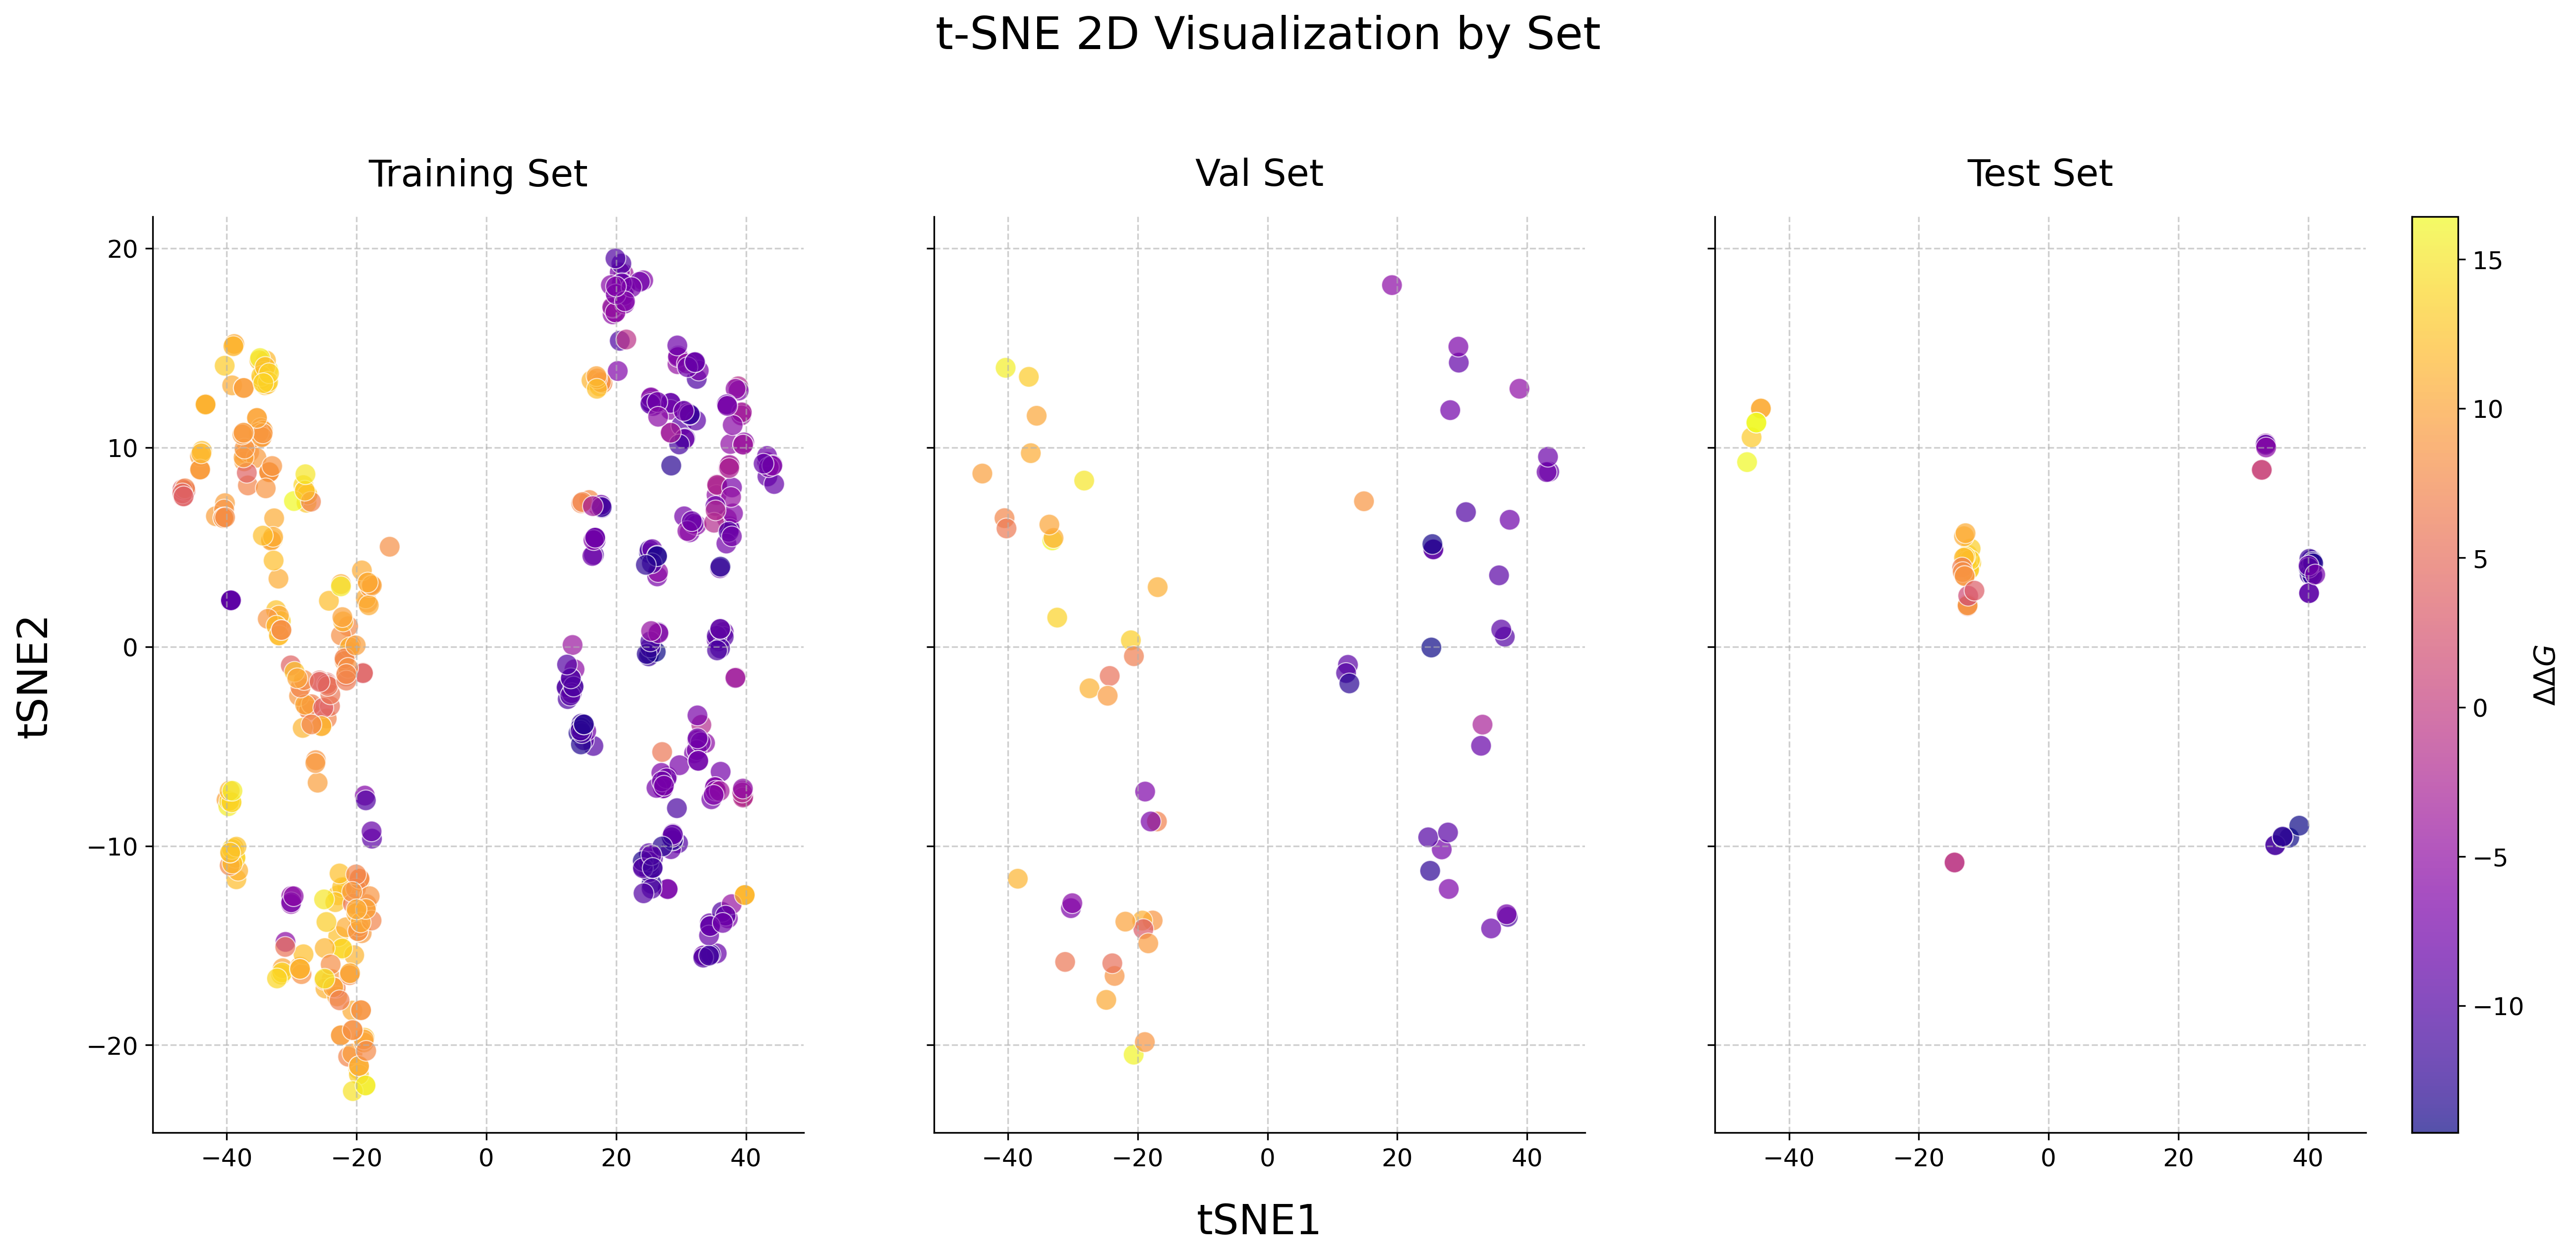 t-SNE 2D Visualization by Set
Training Set
Val Set
Test Set
tSNE2
20
10
0
−10
−20
−40 −20 0 20 40
−40 −20 0 20 40
−40 −20 0 20 40
tSNE1
15
10
5
0
−5
−10
ΔΔG